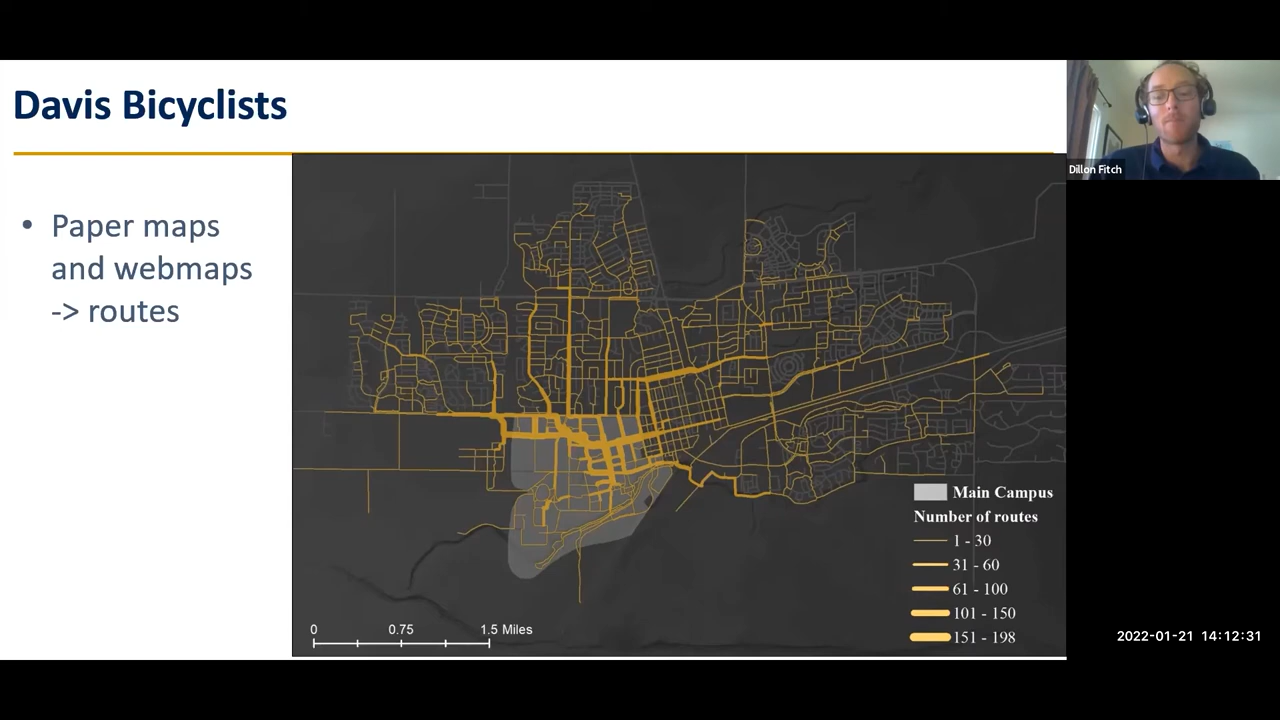 Davis Bicyclists
• Paper maps
and webmaps
-> routes
Dillon Fitch
Main Campus
Number of routes
1 - 30
31 - 60
61 - 100
101 - 150
151 - 198
0 0.75 1.5 Miles
2022-01-21 14:12:31